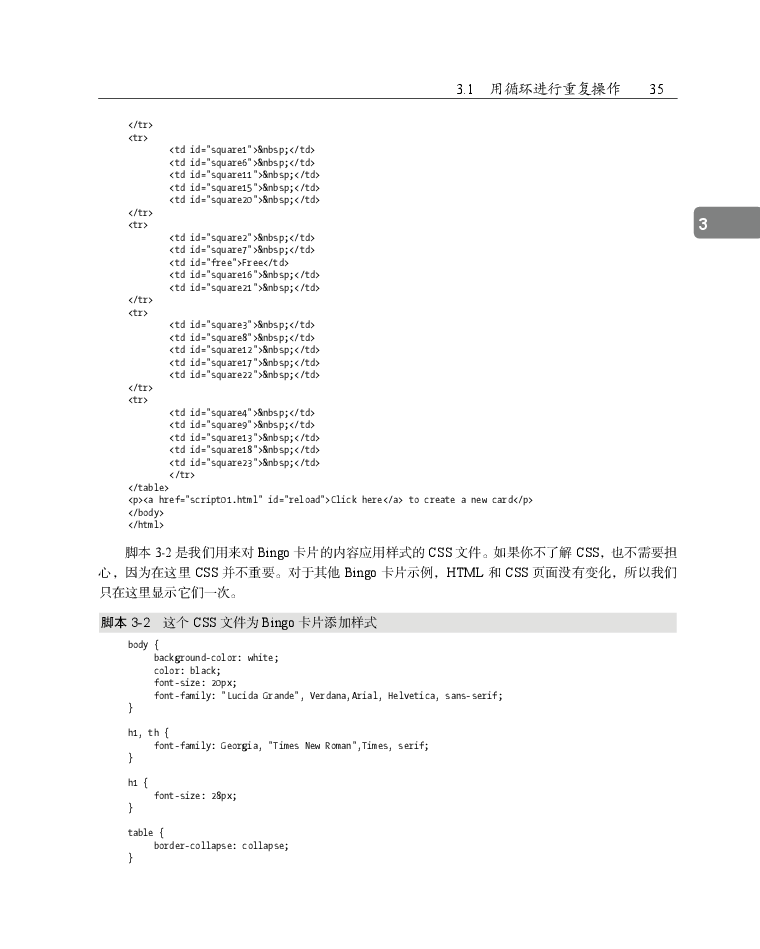 3.1 用循环进行重复操作 35
</tr>
<tr>
<td id="square1">&nbsp;</td>
<td id="square6">&nbsp;</td>
<td id="square11">&nbsp;</td>
<td id="square15">&nbsp;</td>
<td id="square20">&nbsp;</td>
</tr>
<tr>
3
<td id="square2">&nbsp;</td>
<td id="square7">&nbsp;</td>
<td id="free">Free</td>
<td id="square16">&nbsp;</td>
<td id="square21">&nbsp;</td>
</tr>
<tr>
<td id="square3">&nbsp;</td>
<td id="square8">&nbsp;</td>
<td id="square12">&nbsp;</td>
<td id="square17">&nbsp;</td>
<td id="square22">&nbsp;</td>
</tr>
<tr>
<td id="square4">&nbsp;</td>
<td id="square9">&nbsp;</td>
<td id="square13">&nbsp;</td>
<td id="square18">&nbsp;</td>
<td id="square23">&nbsp;</td>
</tr>
</table>
<p><a href="script01.html" id="reload">Click here</a> to create a new card</p>
</body>
</html>
脚本 3-2 是我们用来对 Bingo 卡片的内容应用样式的 CSS 文件。如果你不了解 CSS，也不需要担
心，因为在这里 CSS 并不重要。对于其他 Bingo 卡片示例，HTML 和 CSS 页面没有变化，所以我们
只在这里显示它们一次。
脚本 3-2 这个 CSS 文件为 Bingo 卡片添加样式
body {
background-color: white;
color: black;
font-size: 20px;
font-family: "Lucida Grande", Verdana,Arial, Helvetica, sans-serif;
}
h1, th {
font-family: Georgia, "Times New Roman",Times, serif;
}
h1 {
font-size: 28px;
}
table {
border-collapse: collapse;
}